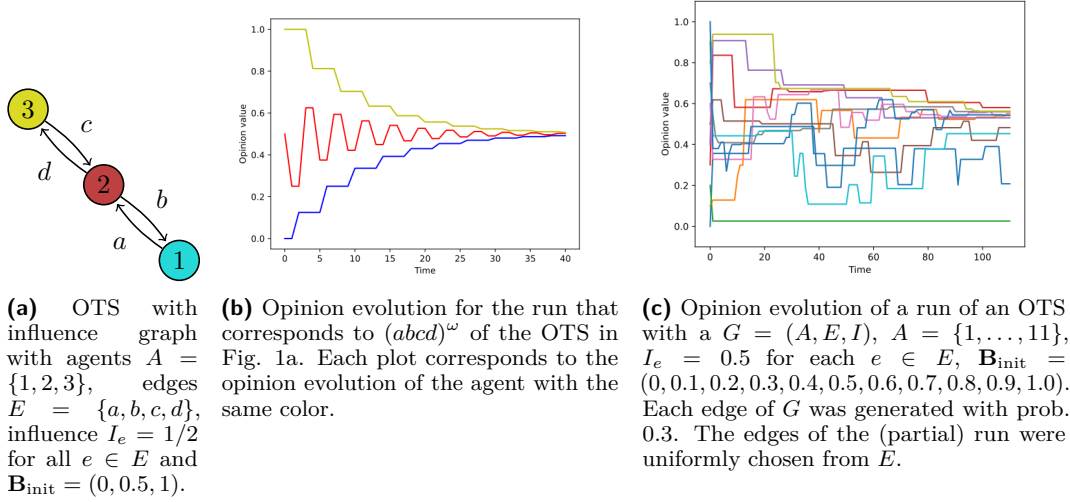 3
c
d
2
b
a
1
1.0
0.8
0.6
0.4
0.2
0.0
Opinion value
0
5
10
15
20
25
30
35
40
Time
1.0
0.8
0.6
0.4
0.2
0.0
Opinion value
0
20
40
60
80
100
Time
(a) OTS with
influence graph
with agents A =
{1, 2, 3}, edges
E = {a, b, c, d},
influence I_e = 1/2
for all e ∈ E and
B_init = (0, 0.5, 1).
(b) Opinion evolution for the run that
corresponds to (abcd)^ω of the OTS in
Fig. 1a. Each plot corresponds to the
opinion evolution of the agent with the
same color.
(c) Opinion evolution of a run of an OTS
with a G = (A, E, I), A = {1, . . . , 11},
I_e = 0.5 for each e ∈ E, B_init =
(0, 0.1, 0.2, 0.3, 0.4, 0.5, 0.6, 0.7, 0.8, 0.9, 1.0).
Each edge of G was generated with prob.
0.3. The edges of the (partial) run were
uniformly chosen from E.